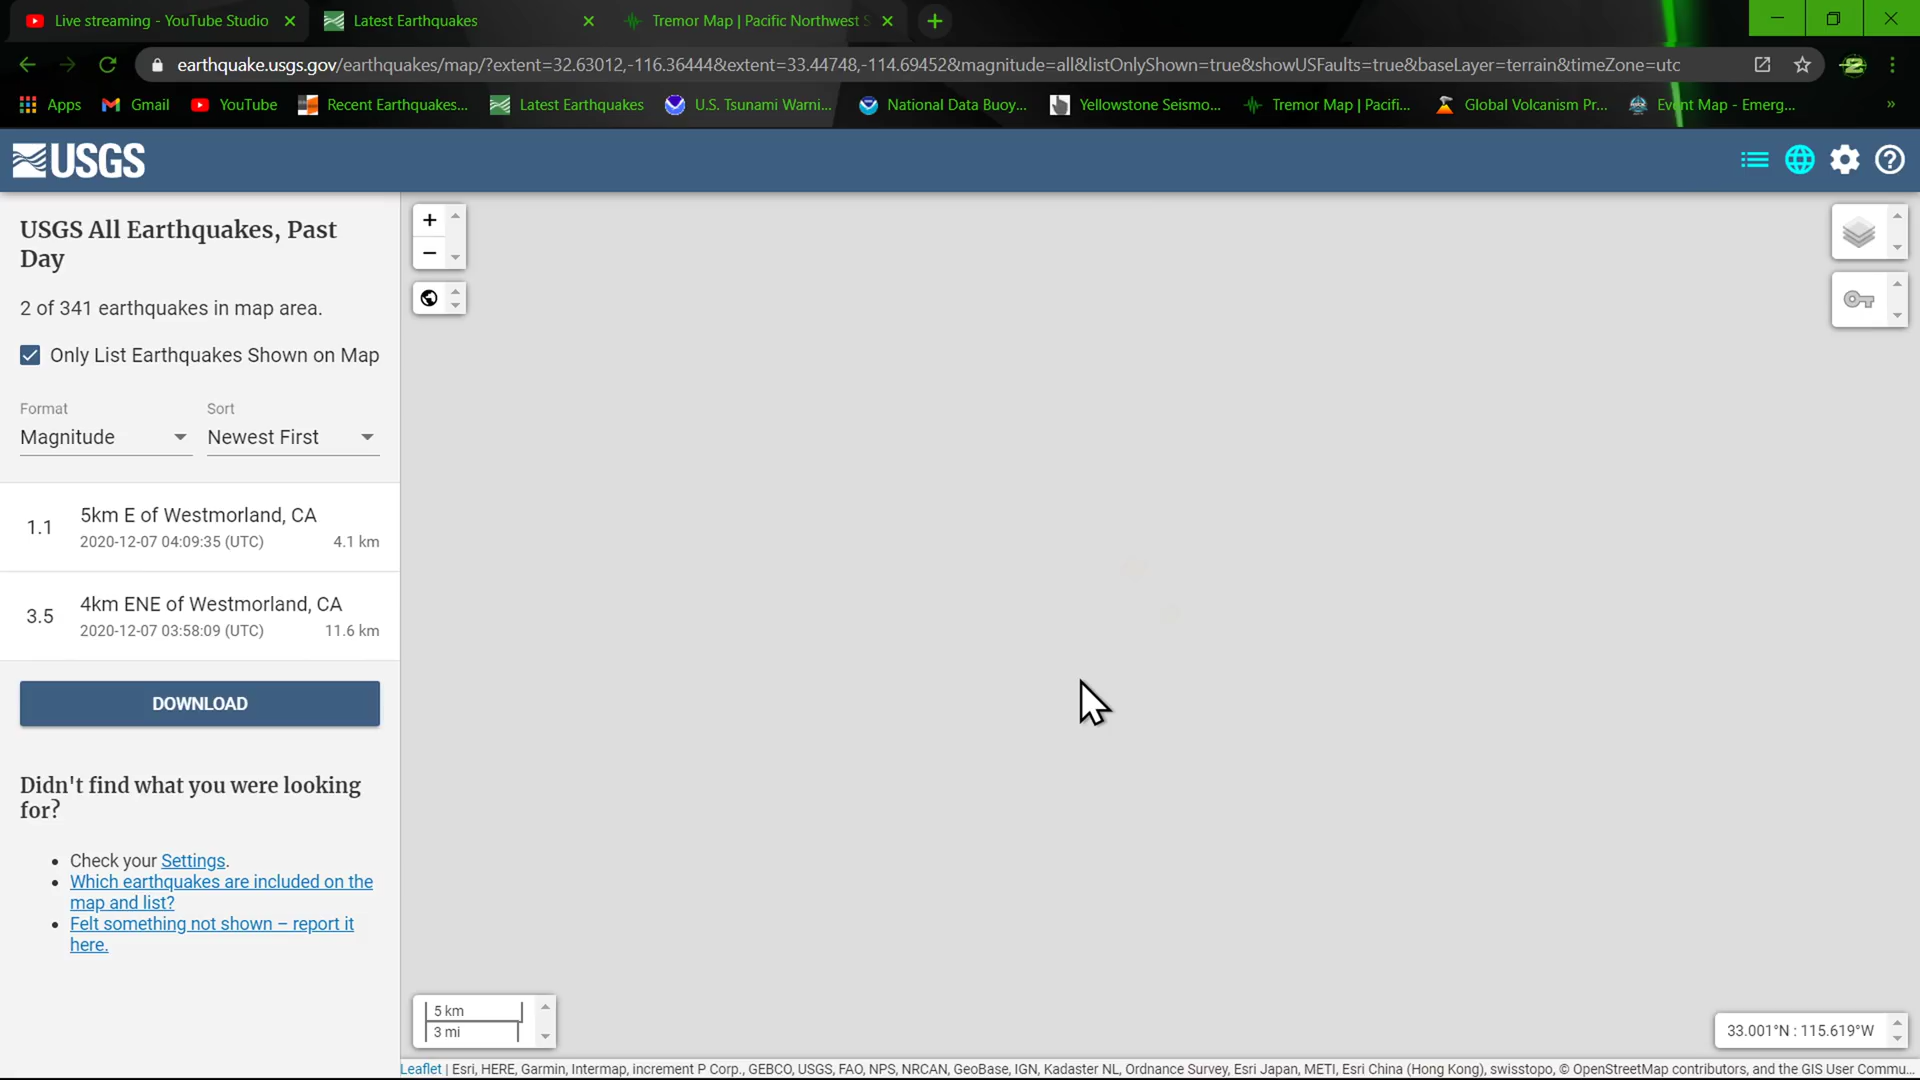 Live streaming - YouTube Studio
Latest Earthquakes
Tremor Map | Pacific Northwest S
earthquake.usgs.gov/earthquakes/map/?extent=32.63012,-116.36444&extent=33.44748,-114.69452&magnitude=all&listOnlyShown=true&showUSFaults=true&baseLayer=terrain&timeZone=utc
Apps
Gmail
YouTube
Recent Earthquakes...
Latest Earthquakes
U.S. Tsunami Warni...
National Data Buoy...
Yellowstone Seismo...
Tremor Map | Pacifi...
Global Volcanism Pr...
Event Map - Emerg...
»
USGS
USGS All Earthquakes, Past
Day
2 of 341 earthquakes in map area.
Only List Earthquakes Shown on Map
Format
Sort
Magnitude
Newest First
1.1
5km E of Westmorland, CA
2020-12-07 04:09:35 (UTC)
4.1 km
3.5
4km ENE of Westmorland, CA
2020-12-07 03:58:09 (UTC)
11.6 km
DOWNLOAD
Didn't find what you were looking
for?
Check your Settings.
Which earthquakes are included on the
map and list?
Felt something not shown – report it
here.
+
−
5 km
3 mi
33.001°N : 115.619°W
Leaflet | Esri, HERE, Garmin, Intermap, increment P Corp., GEBCO, USGS, FAO, NPS, NRCAN, GeoBase, IGN, Kadaster NL, Ordnance Survey, Esri Japan, METI, Esri China (Hong Kong), swisstopo, © OpenStreetMap contributors, and the GIS User Commu...